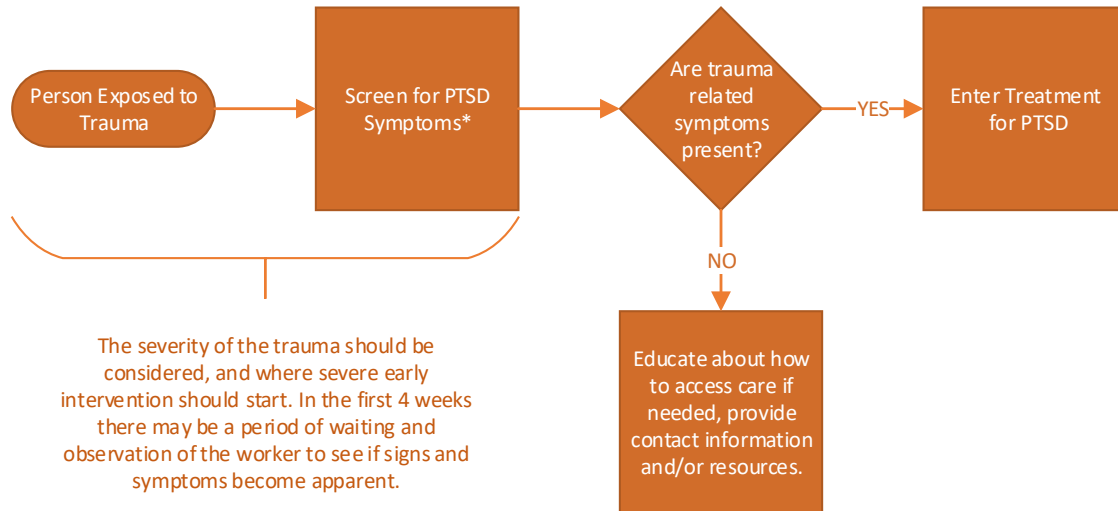 Person Exposed to
Trauma
Screen for PTSD
Symptoms*
Are trauma
related
symptoms
present?
YES
Enter Treatment
for PTSD
NO
Educate about how
to access care if
needed, provide
contact information
and/or resources.
The severity of the trauma should be
considered, and where severe early
intervention should start. In the first 4 weeks
there may be a period of waiting and
observation of the worker to see if signs and
symptoms become apparent.